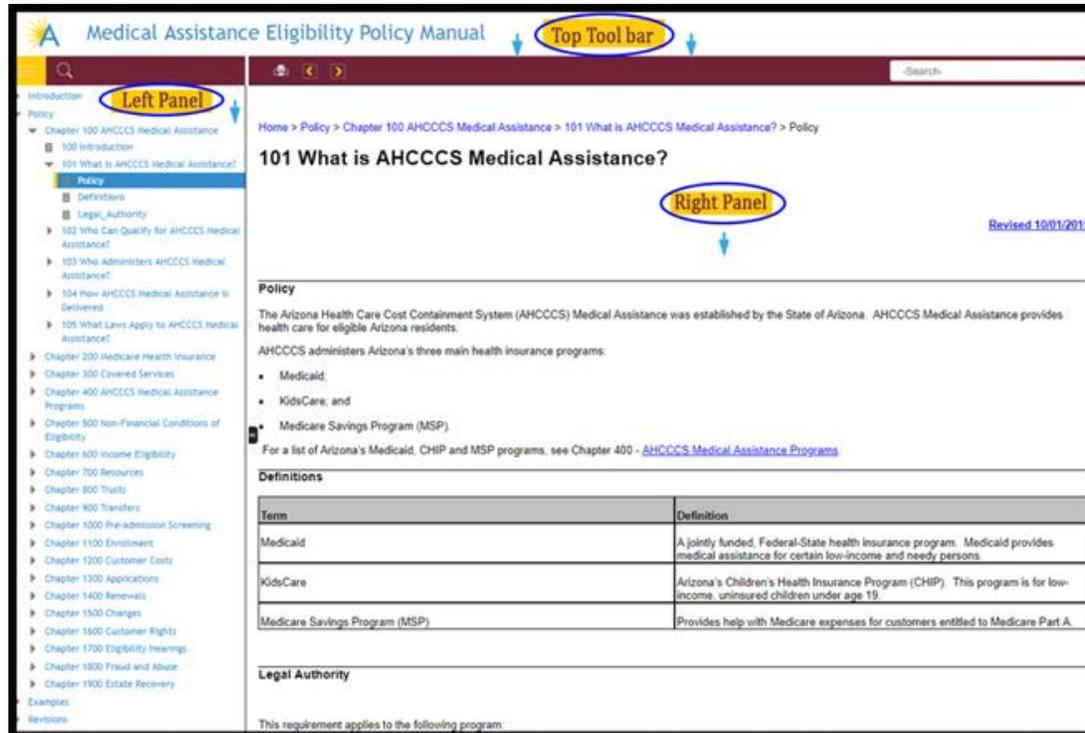 Medical Assistance Eligibility Policy Manual
Top Tool bar
-Search-
Left Panel
Introduction
Policy
Chapter 100 AHCCCS Medical Assistance
100 Introduction
101 What is AHCCCS Medical Assistance?
Policy
Definitions
Legal_Authority
102 Who Can Qualify for AHCCCS Medical
Assistance?
103 Who Administers AHCCCS Medical
Assistance?
104 How AHCCCS Medical Assistance is
Delivered
105 What Laws Apply to AHCCCS Medical
Assistance?
Chapter 200 Medicare Health Insurance
Chapter 300 Covered Services
Chapter 400 AHCCCS Medical Assistance
Programs
Chapter 500 Non-Financial Conditions of
Eligibility
Chapter 600 Income Eligibility
Chapter 700 Resources
Chapter 800 Trusts
Chapter 900 Transfers
Chapter 1000 Pre-admission Screening
Chapter 1100 Enrollment
Chapter 1200 Customer Costs
Chapter 1300 Applications
Chapter 1400 Renewals
Chapter 1500 Changes
Chapter 1600 Customer Rights
Chapter 1700 Eligibility Hearings
Chapter 1800 Fraud and Abuse
Chapter 1900 Estate Recovery
Examples
Revisions
Home > Policy > Chapter 100 AHCCCS Medical Assistance > 101 What is AHCCCS Medical Assistance? > Policy
101 What is AHCCCS Medical Assistance?
Right Panel
Revised
Policy
The Arizona Health Care Cost Containment System (AHCCCS) Medical Assistance was established by the State of Arizona. AHCCCS Medical Assistance provides
health care for eligible Arizona residents.
AHCCCS administers Arizona's three main health insurance programs:
• Medicaid;
• KidsCare; and
• Medicare Savings Program (MSP).
For a list of Arizona's Medicaid, CHIP and MSP programs, see Chapter 400 - AHCCCS Medical Assistance Programs.
Definitions
Term Definition
Medicaid A jointly funded, Federal-State health insurance program. Medicaid provides
medical assistance for certain low-income and needy persons.
KidsCare Arizona's Children's Health Insurance Program (CHIP). This program is for low-
income, uninsured children under age 19.
Medicare Savings Program (MSP) Provides help with Medicare expenses for customers entitled to Medicare Part A.
Legal Authority
This requirement applies to the following program: